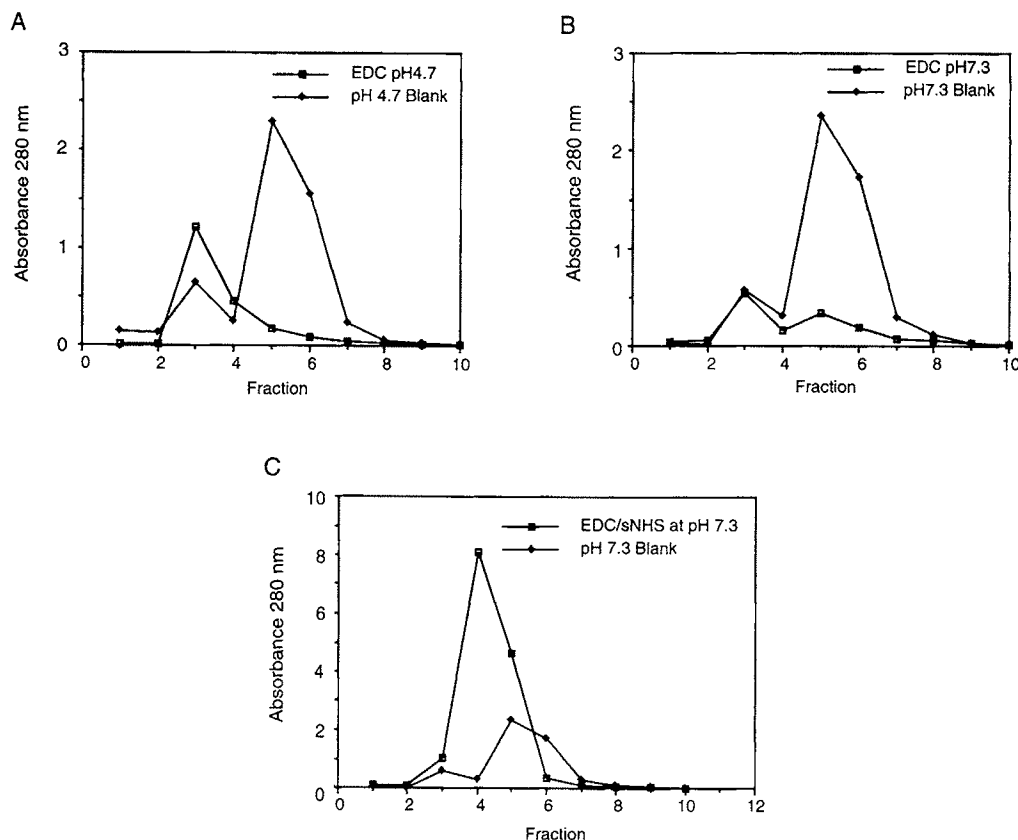 A
3
EDC pH4.7
pH 4.7 Blank
2
1
0
Absorbance 280 nm
0 2 4 6 8 10
Fraction
B
3
EDC pH7.3
pH7.3 Blank
2
1
0
Absorbance 280 nm
0 2 4 6 8 10
Fraction
C
10
EDC/sNHS at pH 7.3
pH 7.3 Blank
8
6
4
2
0
Absorbance 280 nm
0 2 4 6 8 10 12
Fraction